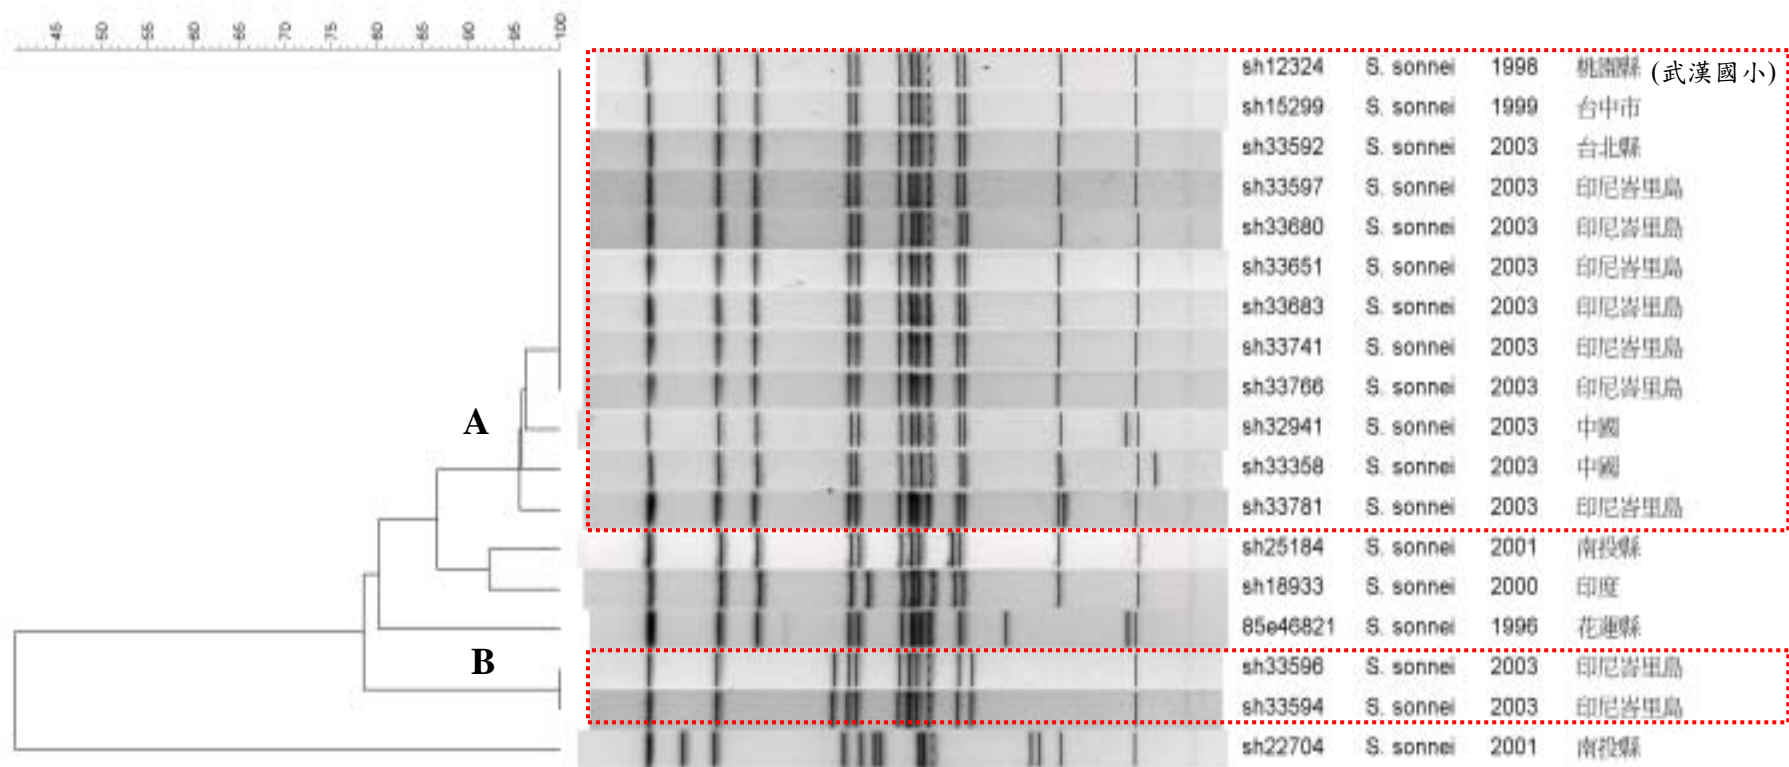 45 50 55 60 65 70 75 80 85 90 95 100
sh12324 S. sonnei 1998 桃園縣 (武漢國小)
sh15299 S. sonnei 1999 台中市
sh33592 S. sonnei 2003 台北縣
sh33597 S. sonnei 2003 印尼峇里島
sh33680 S. sonnei 2003 印尼峇里島
sh33651 S. sonnei 2003 印尼峇里島
sh33683 S. sonnei 2003 印尼峇里島
sh33741 S. sonnei 2003 印尼峇里島
sh33766 S. sonnei 2003 印尼峇里島
A
sh32941 S. sonnei 2003 中國
sh33358 S. sonnei 2003 中國
sh33781 S. sonnei 2003 印尼峇里島
sh25184 S. sonnei 2001 南投縣
sh18933 S. sonnei 2000 印度
85e46821 S. sonnei 1996 花蓮縣
B
sh33596 S. sonnei 2003 印尼峇里島
sh33594 S. sonnei 2003 印尼峇里島
sh22704 S. sonnei 2001 南投縣